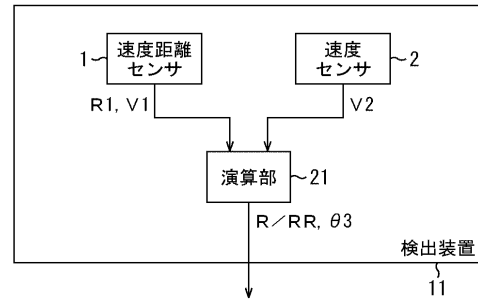 速度距離
センサ
1
速度
センサ
2
R1, V1
V2
演算部
21
R／RR, θ3
検出装置
11